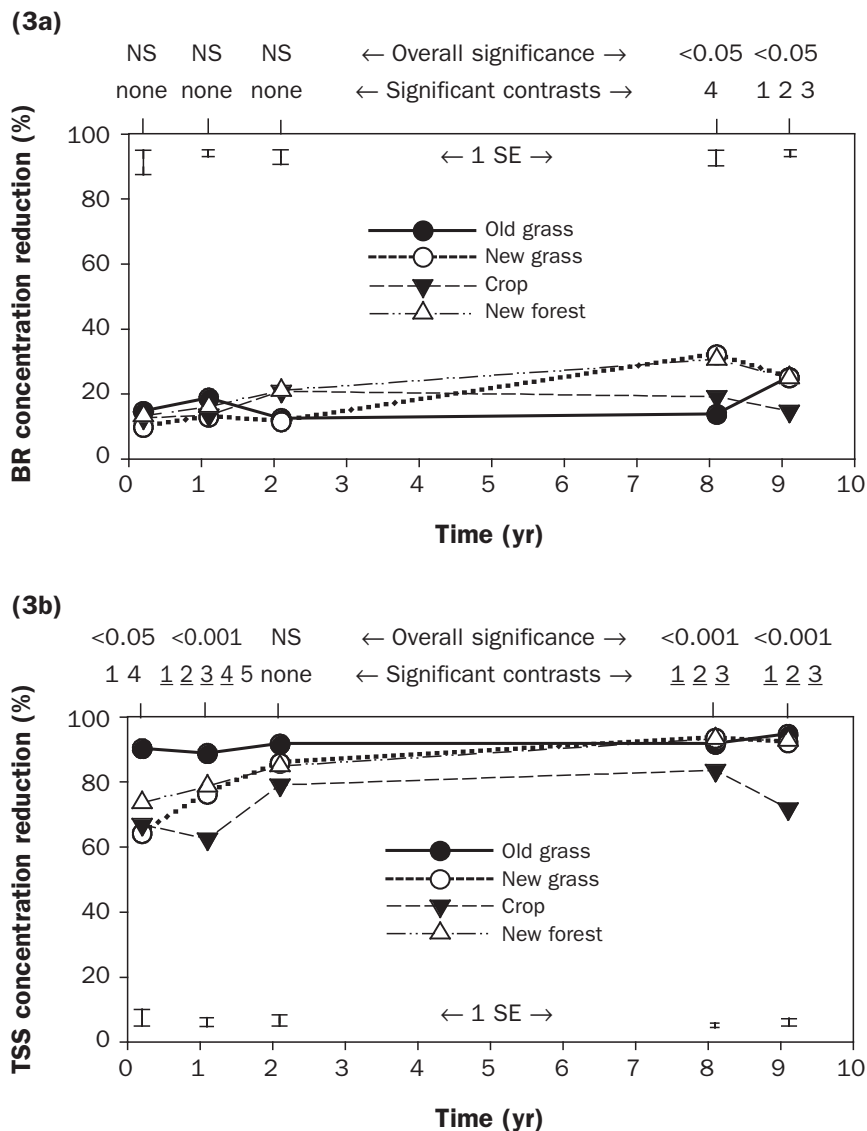 (3a)
NS NS NS ← Overall significance → <0.05 <0.05
none none none ← Significant contrasts → 4 1 2 3
BR concentration reduction (%)
100
80
60
40
20
0
← 1 SE →
Old grass
New grass
Crop
New forest
0 1 2 3 4 5 6 7 8 9 10
Time (yr)
(3b)
<0.05 <0.001 NS ← Overall significance → <0.001 <0.001
1 4 1 2 3 4 5 none ← Significant contrasts → 1 2 3 1 2 3
TSS concentration reduction (%)
100
80
60
40
20
0
Old grass
New grass
Crop
New forest
← 1 SE →
0 1 2 3 4 5 6 7 8 9 10
Time (yr)